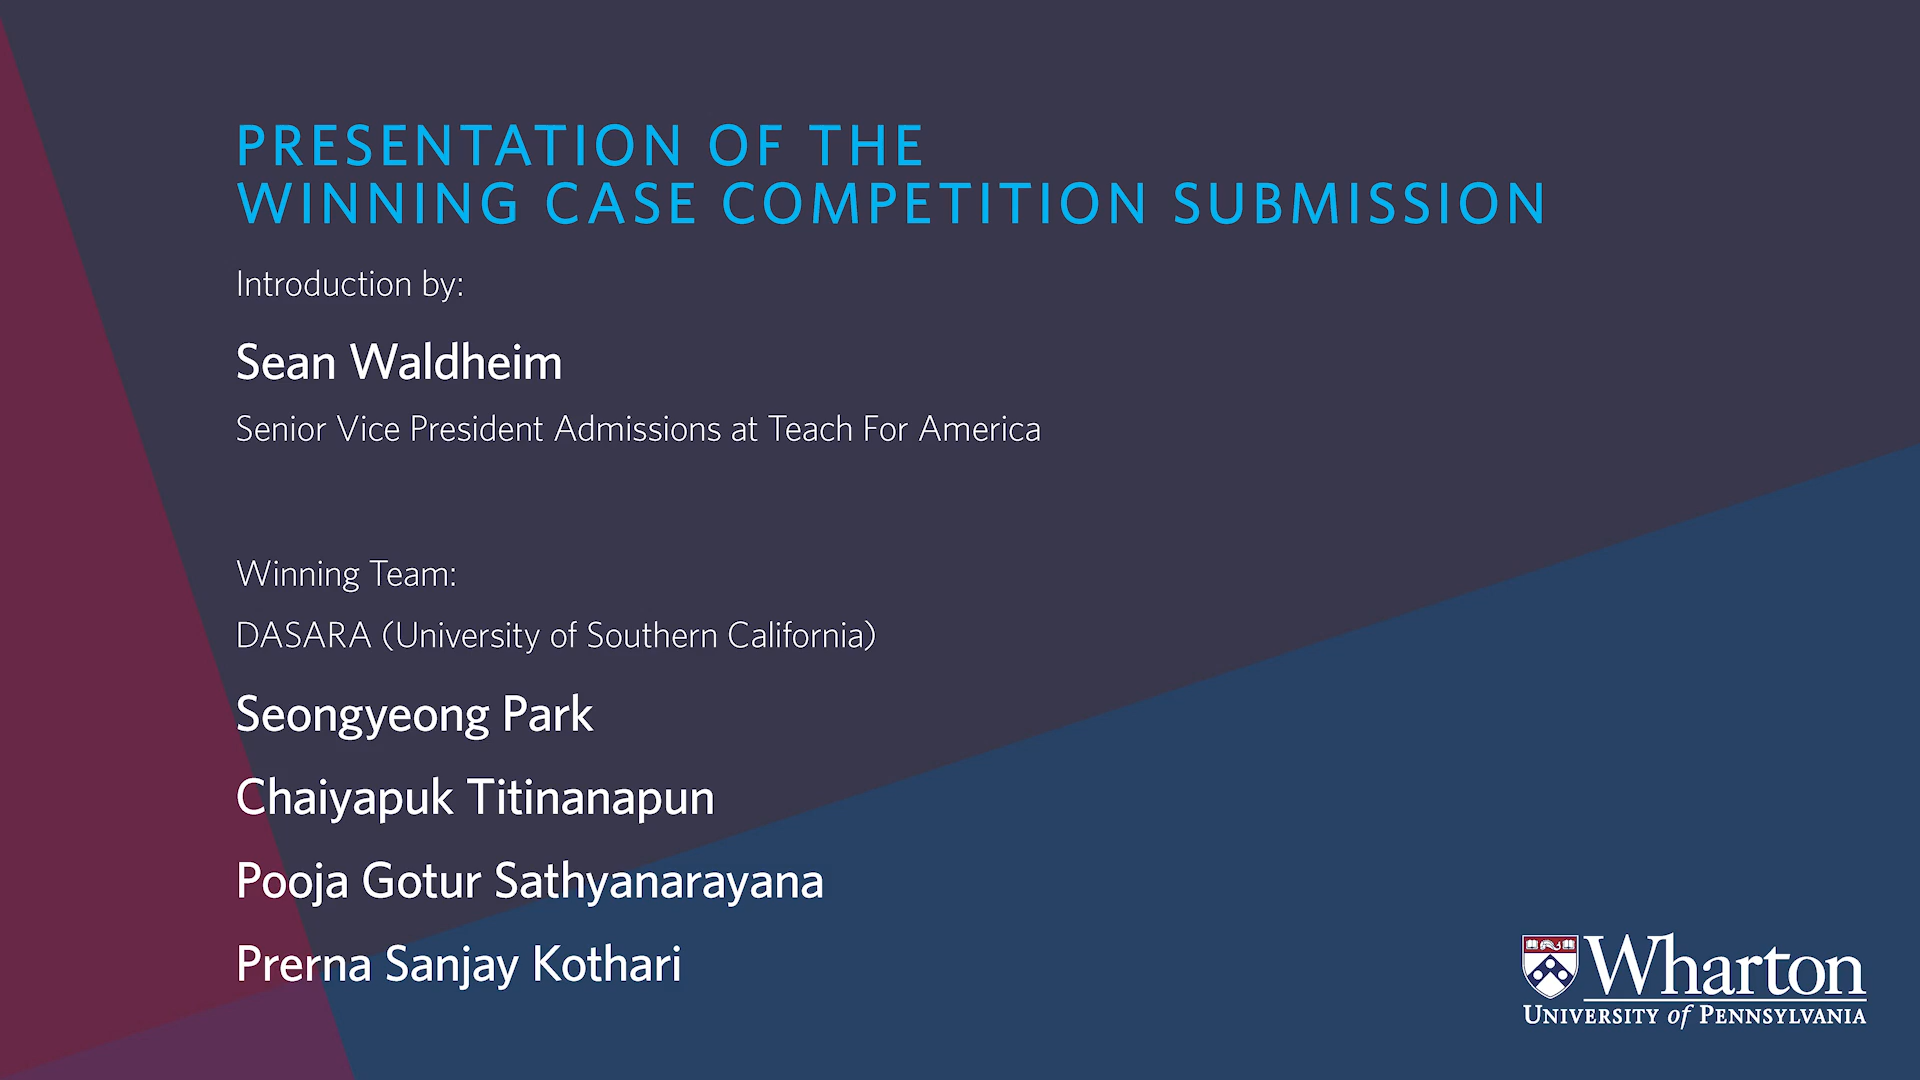 PRESENTATION OF THE
WINNING CASE COMPETITION SUBMISSION
Introduction by:
Sean Waldheim
Senior Vice President Admissions at Teach For America
Winning Team:
DASARA (University of Southern California)
Seongyeong Park
Chaiyapuk Titinanapun
Pooja Gotur Sathyanarayana
Prerna Sanjay Kothari
Wharton
UNIVERSITY of PENNSYLVANIA